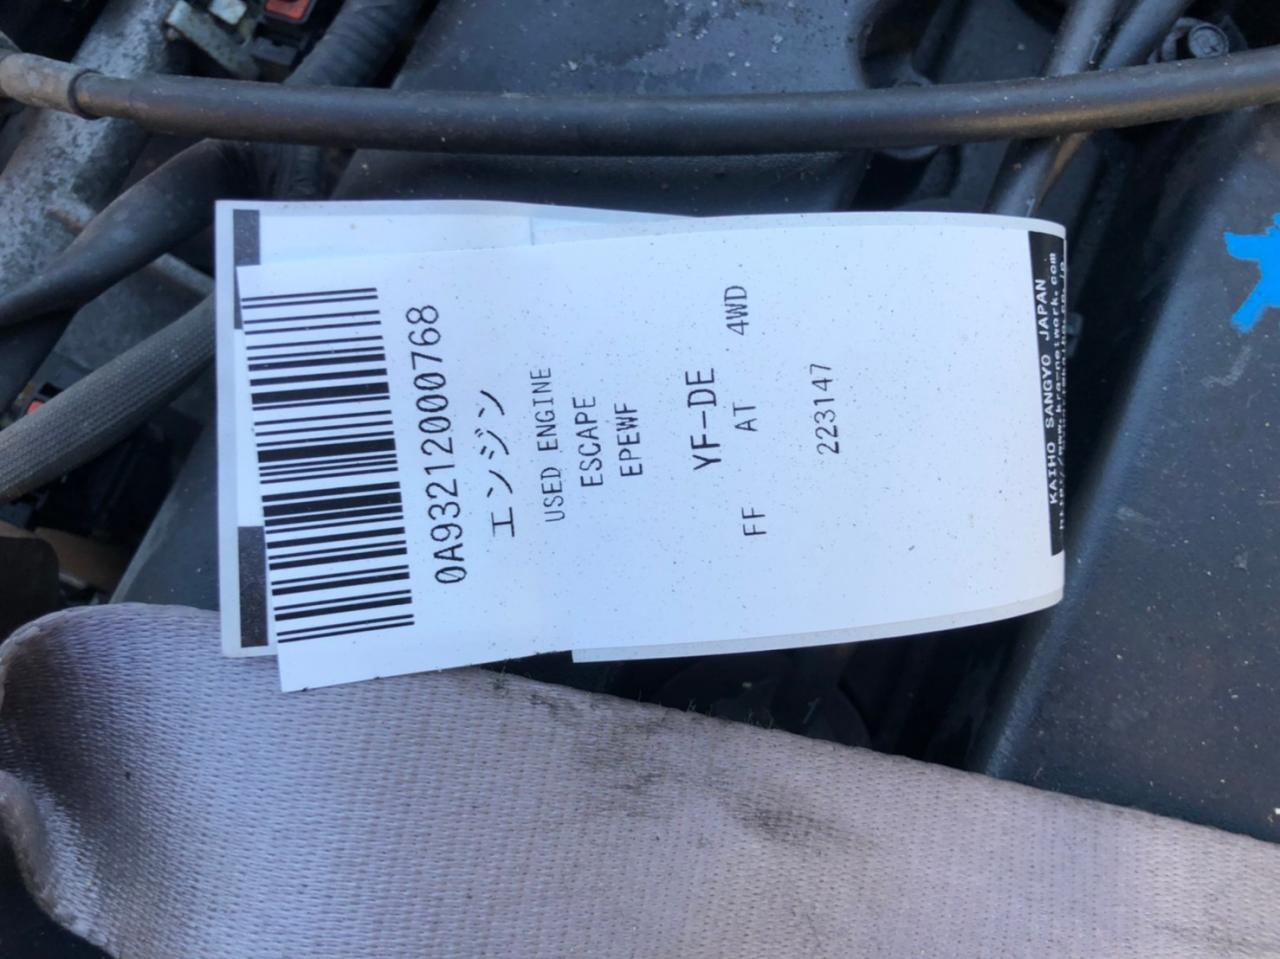 0A93212000768
エンジン
USED ENGINE
ESCAPE
EPEWF
YF-DE
FF AT 4WD
223147
KAIHO SANGYO JAPAN